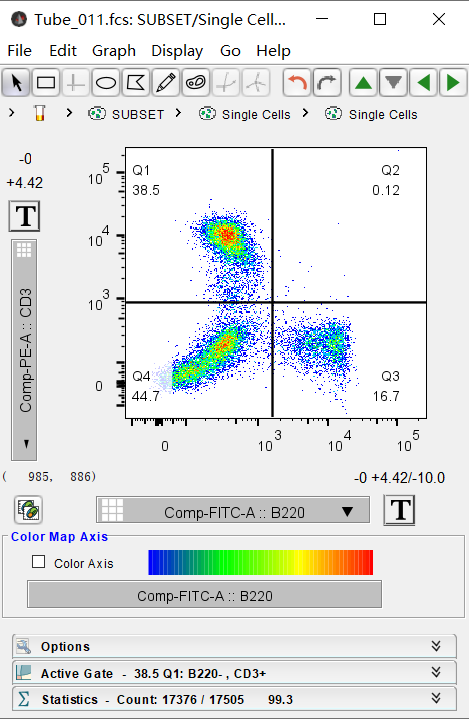 Tube_011.fcs: SUBSET/Single Cell...
File Edit Graph Display Go Help
SUBSET Single Cells Single Cells
-0
+4.42
T
Comp-PE-A :: CD3
10^5
10^4
10^3
0
Q1
38.5
Q2
0.12
Q4
44.7
Q3
16.7
0 10^3 10^4 10^5
( 985, 886)
-0 +4.42/-10.0
Comp-FITC-A :: B220
T
Color Map Axis
Color Axis
Comp-FITC-A :: B220
Options
Active Gate - 38.5 Q1: B220- , CD3+
Σ Statistics - Count: 17376 / 17505 99.3